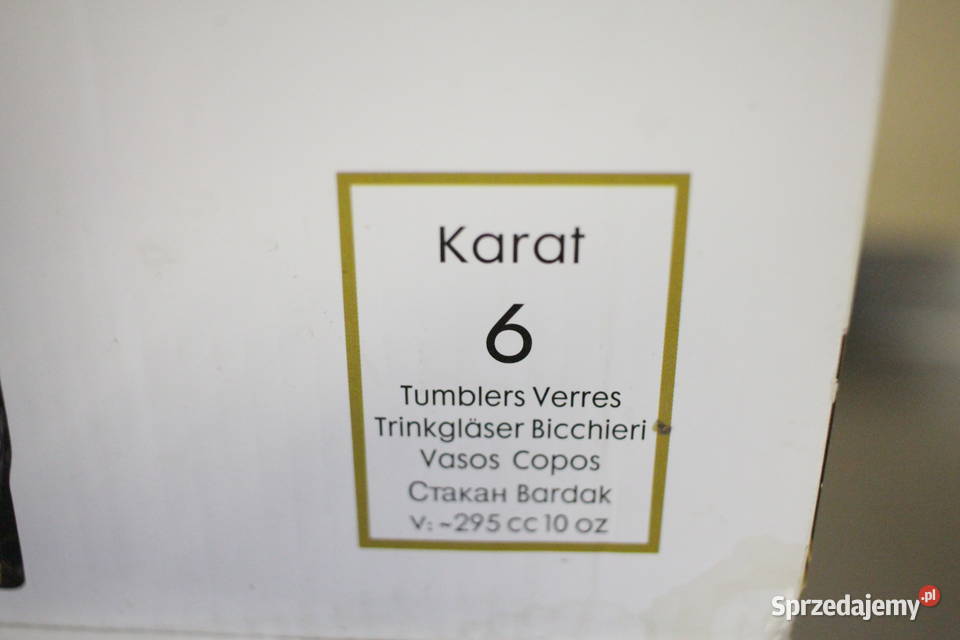 Karat
6
Tumblers Verres
Trinkgläser Bicchieri
Vasos Copos
Стакан Bardak
v: ~295 cc 10 oz
Sprzedajemy.pl